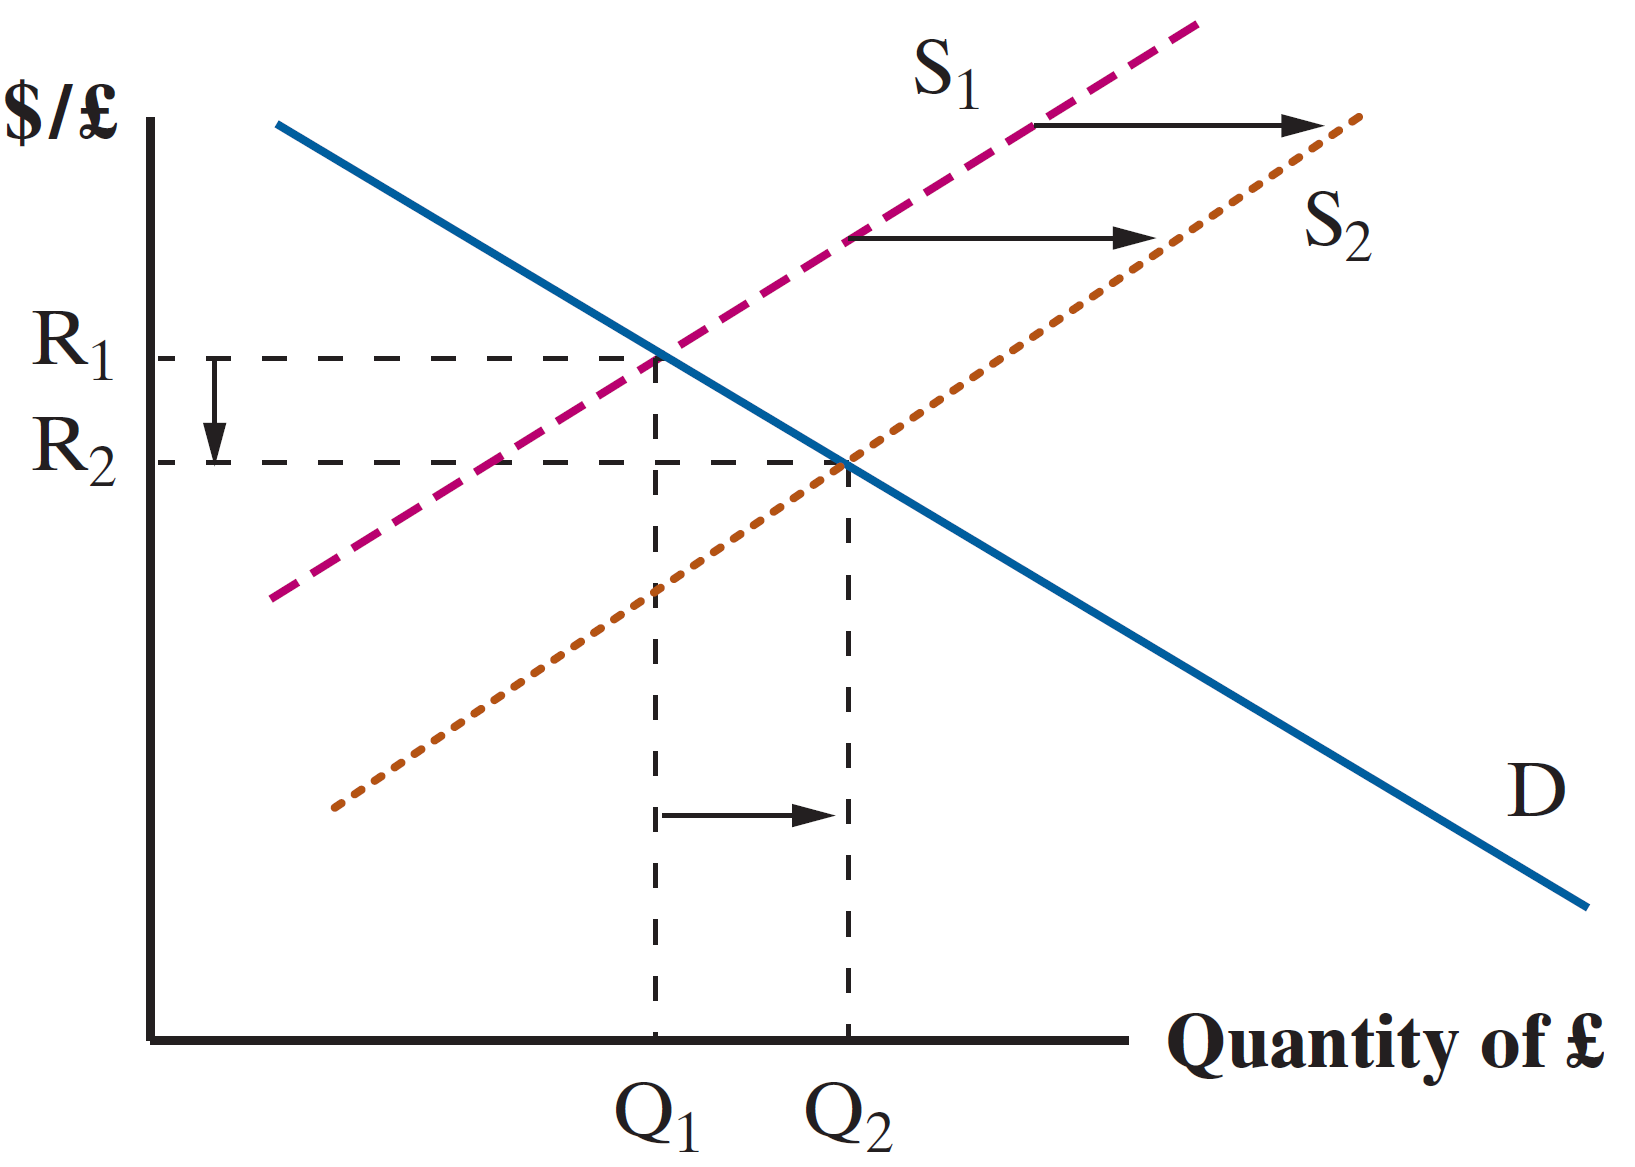 $/£
S₁
S₂
R₁
R₂
D
Quantity of £
Q₁ Q₂